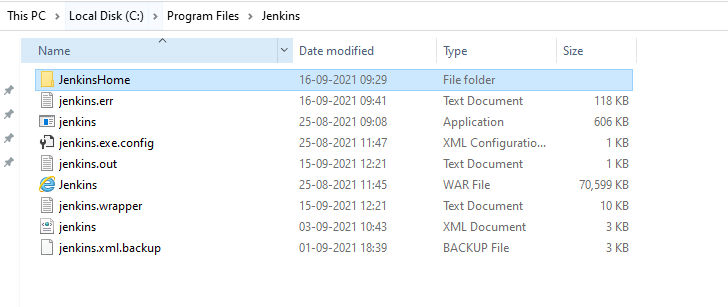 This PC > Local Disk (C:) > Program Files > Jenkins
Name Date modified Type Size
JenkinsHome 16-09-2021 09:29 File folder
jenkins.err 16-09-2021 09:41 Text Document 118 KB
jenkins 25-08-2021 09:08 Application 606 KB
jenkins.exe.config 25-08-2021 11:47 XML Configuratio... 1 KB
jenkins.out 15-09-2021 12:21 Text Document 1 KB
Jenkins 25-08-2021 11:45 WAR File 70,599 KB
jenkins.wrapper 15-09-2021 12:21 Text Document 10 KB
jenkins 03-09-2021 10:43 XML Document 3 KB
jenkins.xml.backup 01-09-2021 18:39 BACKUP File 3 KB